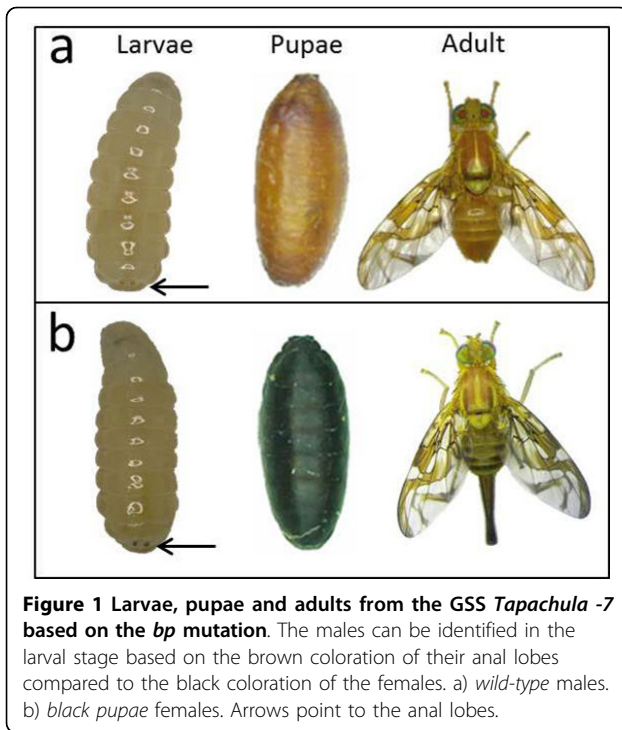 a
Larvae Pupae Adult
b
Figure 1 Larvae, pupae and adults from the GSS Tapachula -7
based on the bp mutation. The males can be identified in the
larval stage based on the brown coloration of their anal lobes
compared to the black coloration of the females. a) wild-type males.
b) black pupae females. Arrows point to the anal lobes.